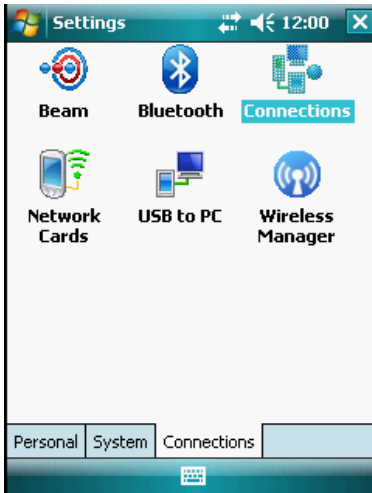 Settings 12:00
Beam Bluetooth Connections
Network Cards USB to PC Wireless Manager
Personal System Connections